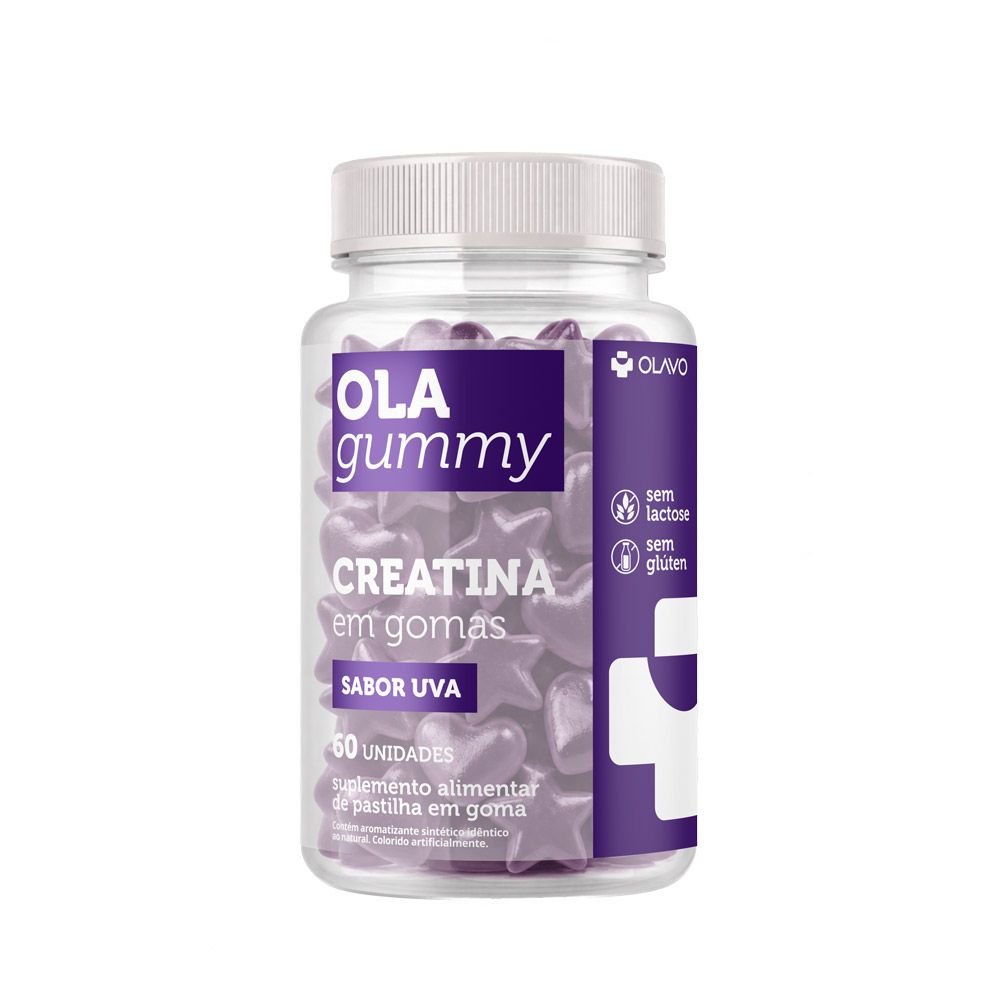 OLA
gummy
CREATINA
em gomas
SABOR UVA
60 UNIDADES
suplemento alimentar
de pastilha em goma
Contém aromatizante sintético idêntico
ao natural. Colorido artificialmente.
OLAVO
sem
lactose
sem
glúten